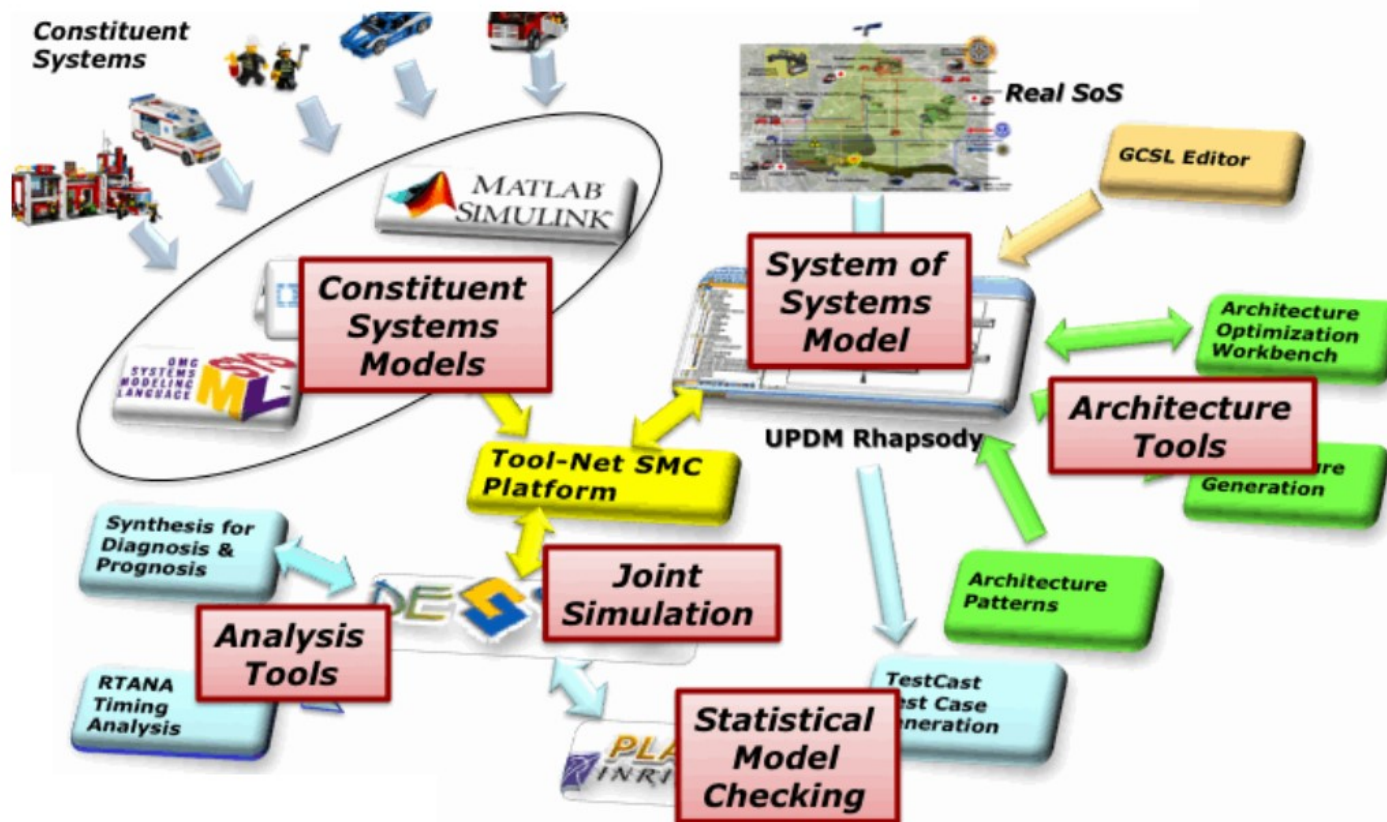 Constituent
Systems
Real SoS
GCSL Editor
MATLAB
SIMULINK
System of
Systems
Model
Constituent
Systems
Models
OMG
SYSTEMS
MODELING
LANGUAGE
SYS
ML
Architecture
Optimization
Workbench
Architecture
Tools
UPDM Rhapsody
Generation
Tool-Net SMC
Platform
Synthesis for
Diagnosis &
Prognosis
Joint
Simulation
Architecture
Patterns
Analysis
Tools
RTANA
Timing
Analysis
TestCast
Statistical
Model
Checking